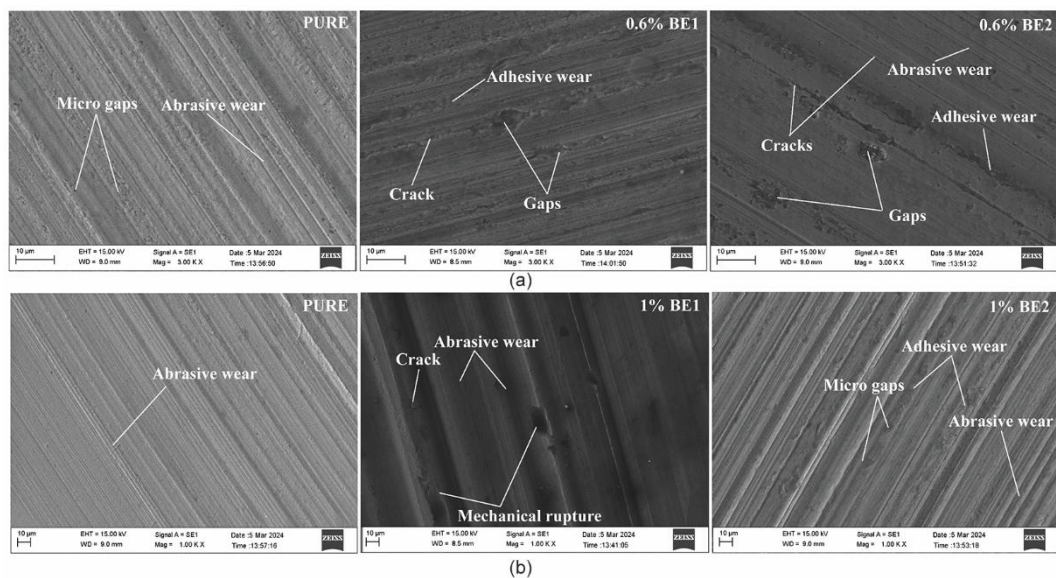 (a)
PURE
Micro gaps
Abrasive wear
10 µm
EHT = 15.00 kV
Signal A = SE1
Date :5 Mar 2024
WD = 9.0 mm
Mag = 3.00 K X
Time :13:56:50
ZEISS
0.6% BE1
Adhesive wear
Crack
Gaps
10 µm
EHT = 15.00 kV
Signal A = SE1
Date :5 Mar 2024
WD = 8.5 mm
Mag = 3.00 K X
Time :14:01:50
ZEISS
0.6% BE2
Abrasive wear
Adhesive wear
Cracks
Gaps
10 µm
EHT = 15.00 kV
Signal A = SE1
Date :5 Mar 2024
WD = 9.0 mm
Mag = 3.00 K X
Time :13:51:32
ZEISS
(a)
(b)
PURE
Abrasive wear
10 µm
EHT = 15.00 kV
Signal A = SE1
Date :5 Mar 2024
WD = 9.0 mm
Mag = 1.00 K X
Time :13:57:16
ZEISS
1% BE1
Abrasive wear
Crack
Mechanical rupture
10 µm
EHT = 15.00 kV
Signal A = SE1
Date :5 Mar 2024
WD = 8.5 mm
Mag = 1.00 K X
Time :13:41:05
ZEISS
1% BE2
Adhesive wear
Micro gaps
Abrasive wear
10 µm
EHT = 15.00 kV
Signal A = SE1
Date :5 Mar 2024
WD = 9.0 mm
Mag = 1.00 K X
Time :13:53:18
ZEISS
(b)